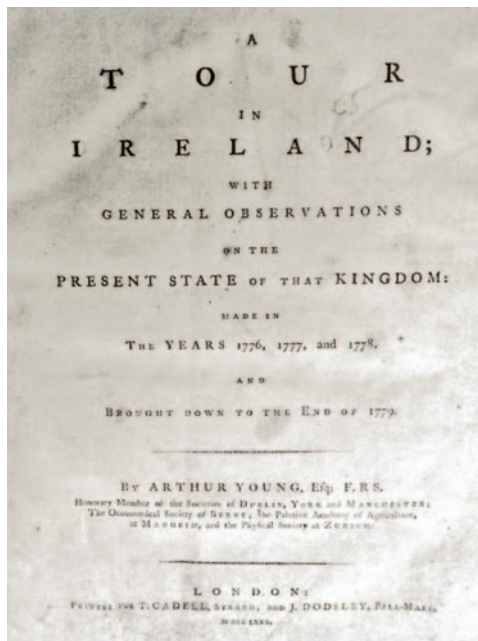 A
TOUR
IN
IRELAND;
WITH
GENERAL OBSERVATIONS
ON THE
PRESENT STATE OF THAT KINGDOM:
MADE IN
THE YEARS 1776, 1777, and 1778.
AND
BROUGHT DOWN TO THE END OF 1779.
BY ARTHUR YOUNG, Esq; F.RS.
Honorary Member of the Societies of DUBLIN, YORK and MANCHESTER;
The Oeconomical Society of BERNE; the Palatine Academy of Agriculture,
at MANHEIM, and the Physical Society at ZURICH.
LONDON:
PRINTED FOR T. CADELL, STRAND; AND J. DODSLEY, PALL-MALL.
MDCCLXXX.